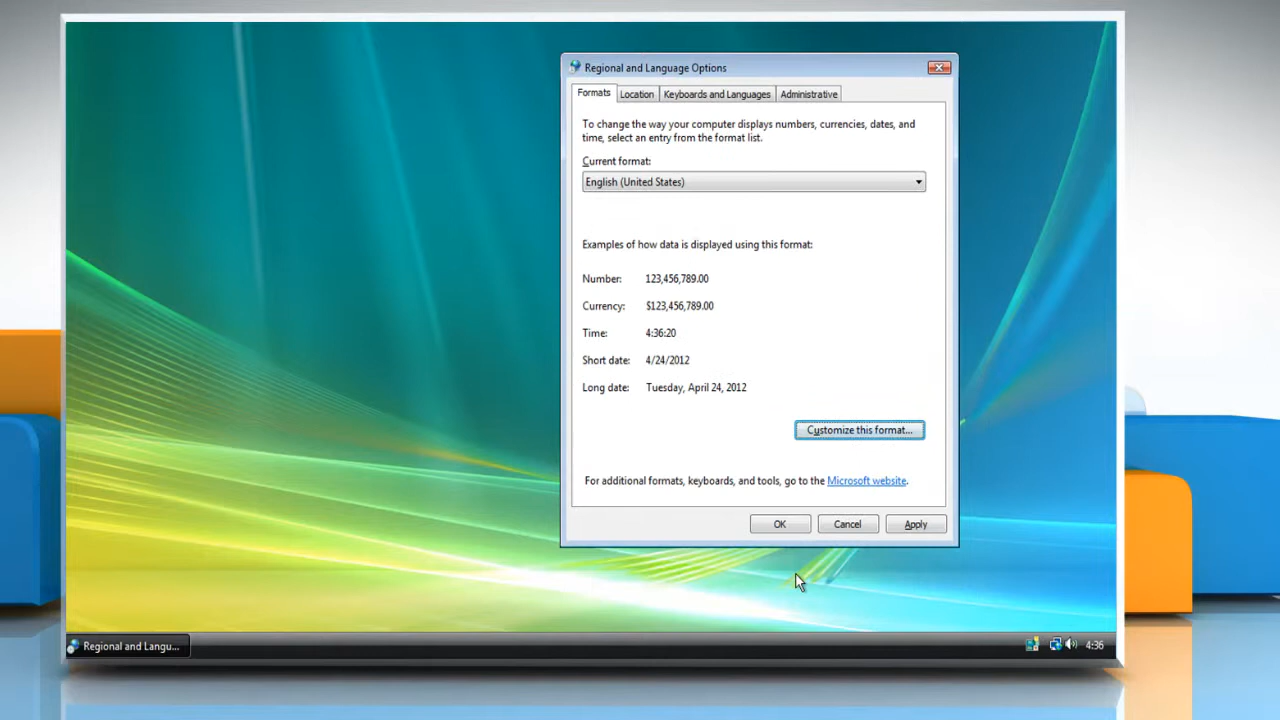 Regional and Language Options
Formats
Location
Keyboards and Languages
Administrative
To change the way your computer displays numbers, currencies, dates, and
time, select an entry from the format list.
Current format:
English (United States)
Examples of how data is displayed using this format:
Number: 123,456,789.00
Currency: $123,456,789.00
Time: 4:36:20
Short date: 4/24/2012
Long date: Tuesday, April 24, 2012
Customize this format...
For additional formats, keyboards, and tools, go to the Microsoft website.
OK
Cancel
Apply
Regional and Langu...
4:36